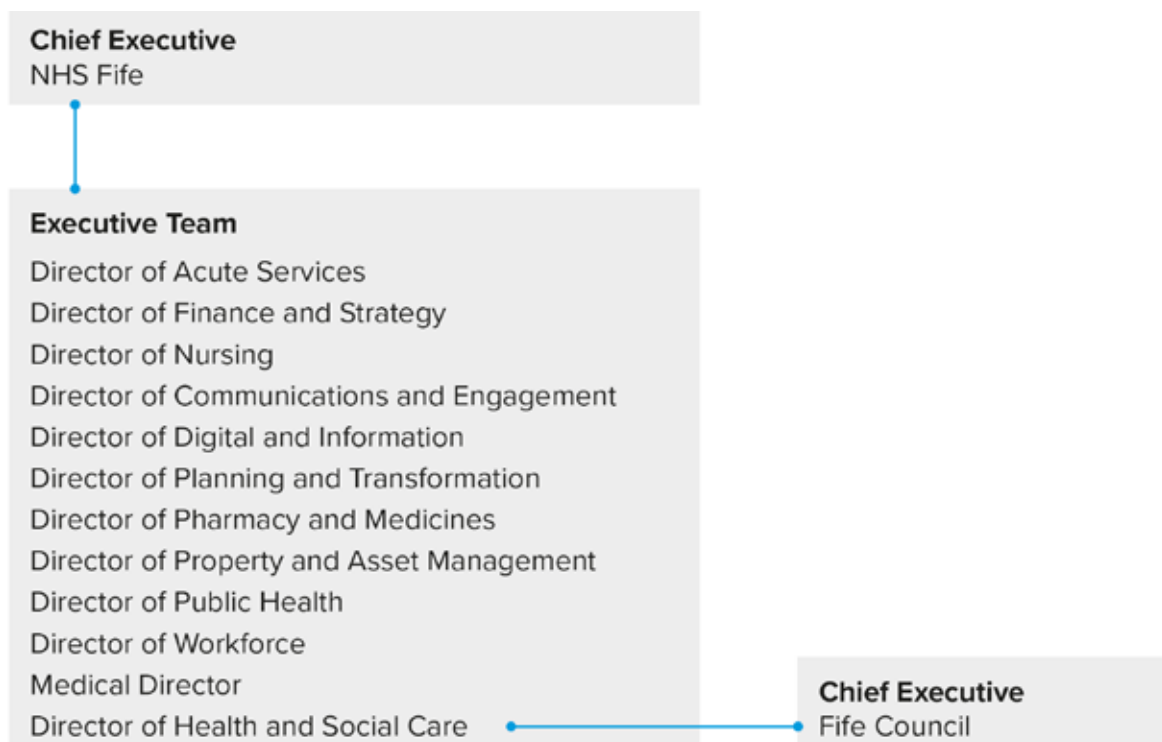 Chief Executive
NHS Fife
Executive Team
Director of Acute Services
Director of Finance and Strategy
Director of Nursing
Director of Communications and Engagement
Director of Digital and Information
Director of Planning and Transformation
Director of Pharmacy and Medicines
Director of Property and Asset Management
Director of Public Health
Director of Workforce
Medical Director
Director of Health and Social Care
Chief Executive
Fife Council